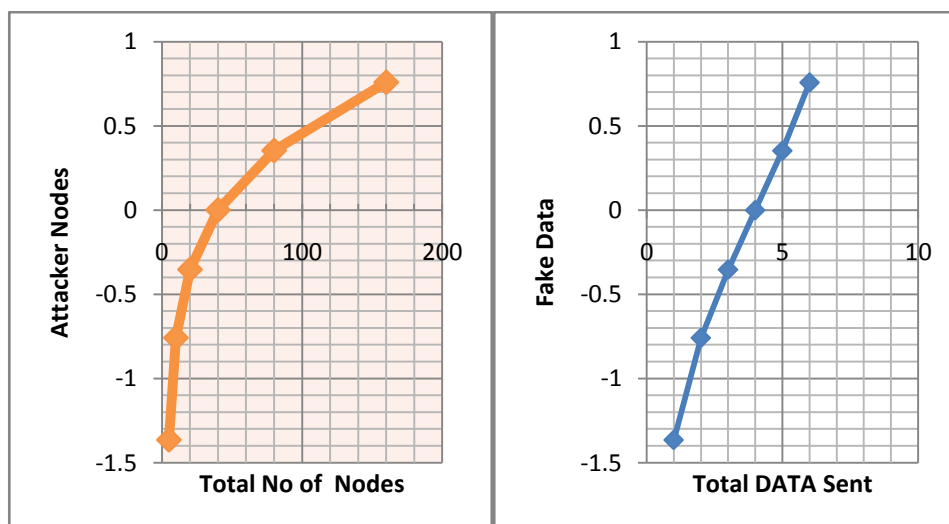 1
0.5
0
-0.5
-1
-1.5
0 100 200
Attacker Nodes
Total No of Nodes
1
0.5
0
-0.5
-1
-1.5
0 5 10
Fake Data
Total DATA Sent